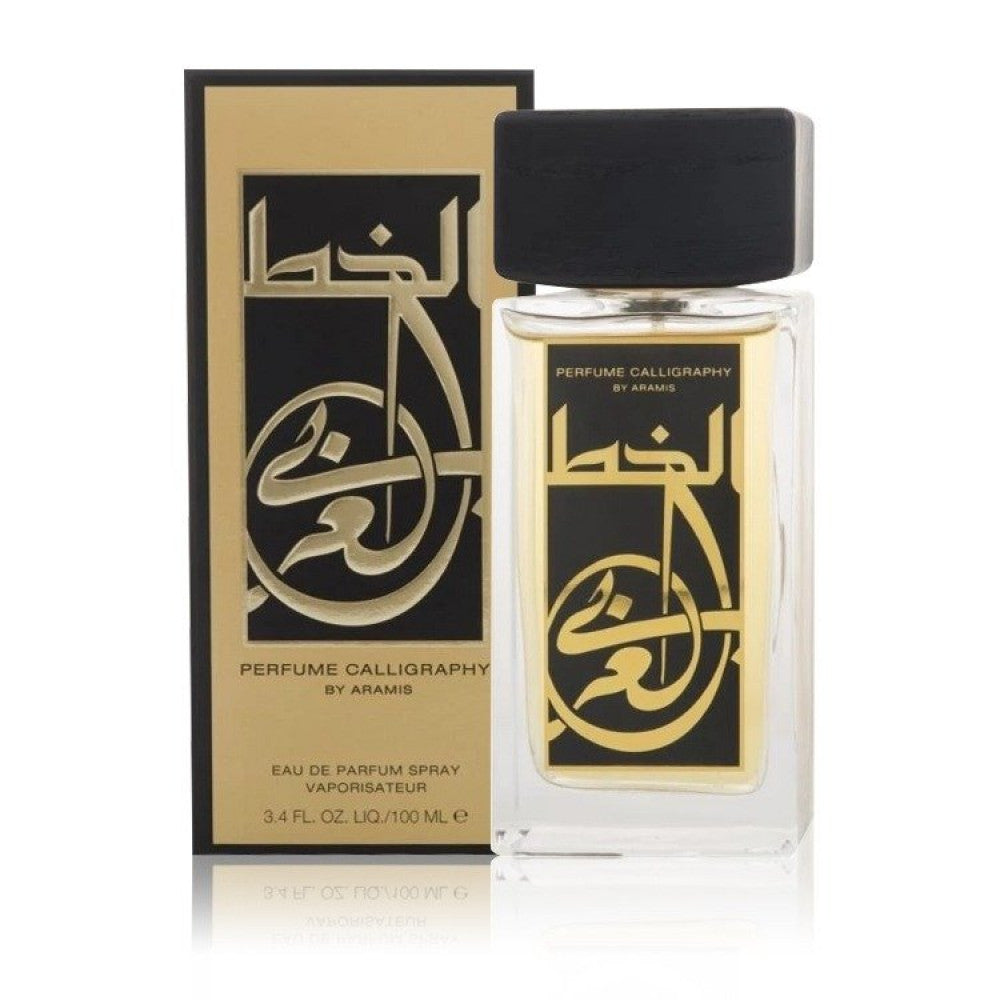 الخط
العربي
PERFUME CALLIGRAPHY
BY ARAMIS
EAU DE PARFUM SPRAY
VAPORISATEUR
3.4 FL. OZ. LIQ./100 ML ℮
PERFUME CALLIGRAPHY
BY ARAMIS
الخط
العربي